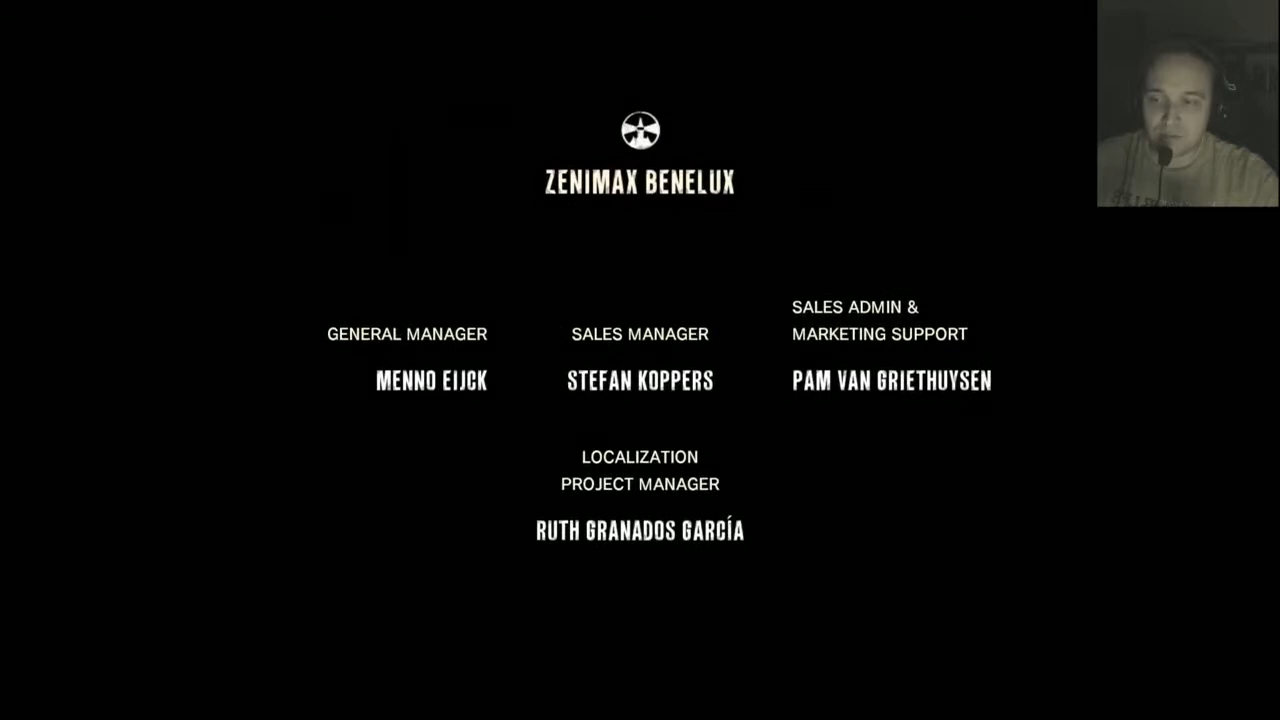 ZENIMAX BENELUX
GENERAL MANAGER
MENNO EIJCK
SALES MANAGER
STEFAN KOPPERS
SALES ADMIN &
MARKETING SUPPORT
PAM VAN GRIETHUYSEN
LOCALIZATION
PROJECT MANAGER
RUTH GRANADOS GARCÍA